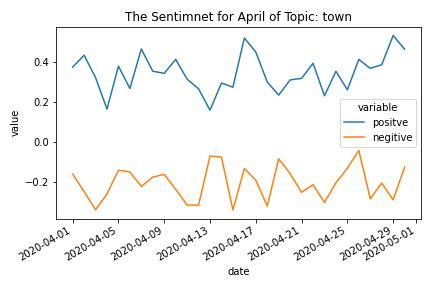 The Sentimnet for April of Topic: town
value
0.4
0.2
0.0
−0.2
variable
positve
negitive
2020-04-01
2020-04-05
2020-04-09
2020-04-13
2020-04-17
2020-04-21
2020-04-25
2020-04-29
2020-05-01
date